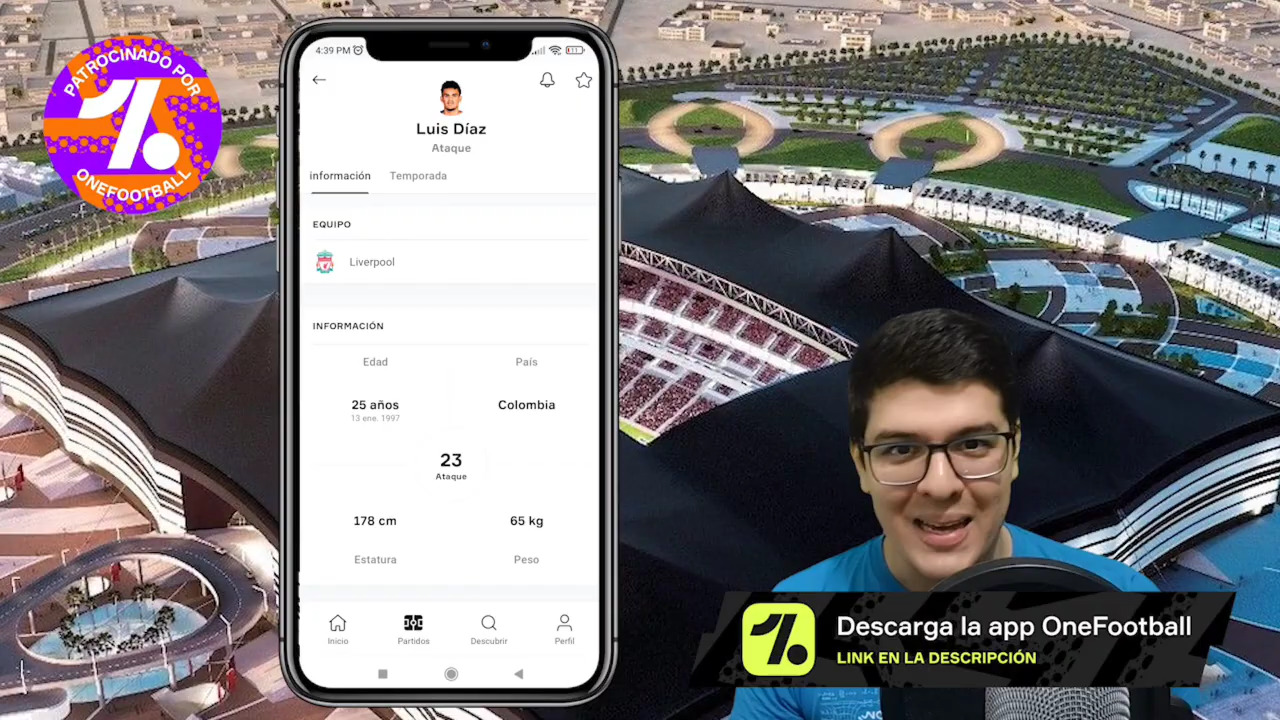 PATROCINADO POR
ONEFOOTBALL
4:39 PM
Luis Díaz
Ataque
información Temporada
EQUIPO
Liverpool
INFORMACIÓN
Edad País
25 años Colombia
13 ene. 1997
23
Ataque
178 cm 65 kg
Estatura Peso
Inicio Partidos Descubrir Perfil
Descarga la app OneFootball
LINK EN LA DESCRIPCIÓN